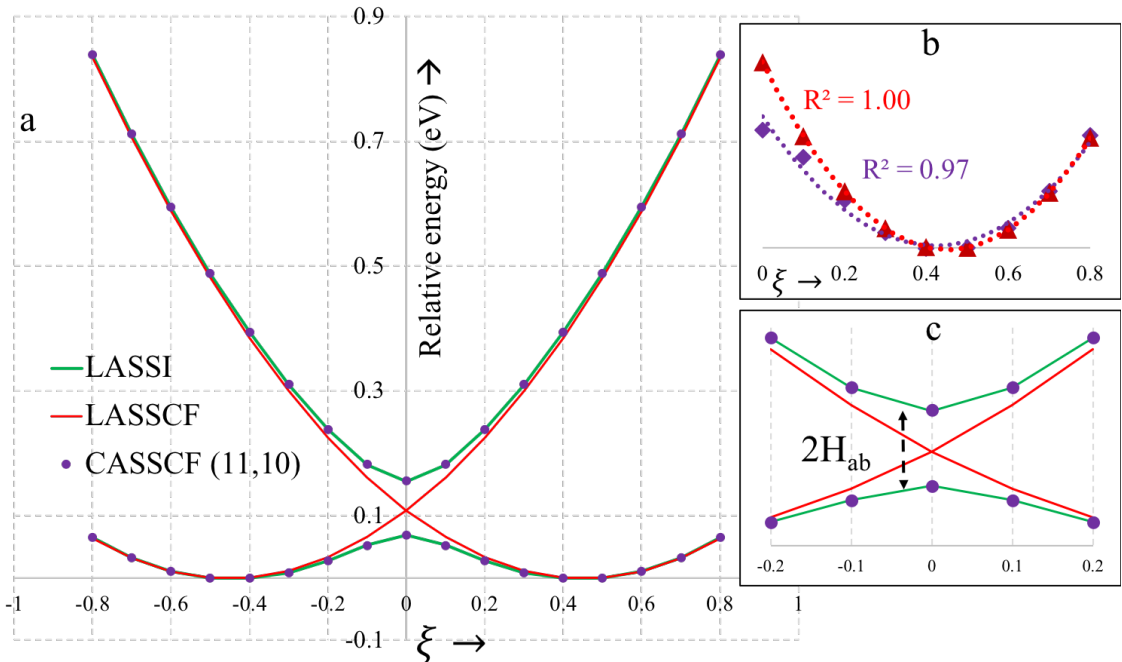 a
Relative energy (eV) →
0.9
0.7
0.5
0.3
0.1
-0.1
-1
-0.8
-0.6
-0.4
-0.2
0
0.2
0.4
0.6
0.8
1
ξ →
LASSI
LASSCF
CASSCF (11,10)
b
R² = 1.00
R² = 0.97
0
0.2
0.4
0.6
0.8
ξ →
c
2Hab
-0.2
-0.1
0
0.1
0.2